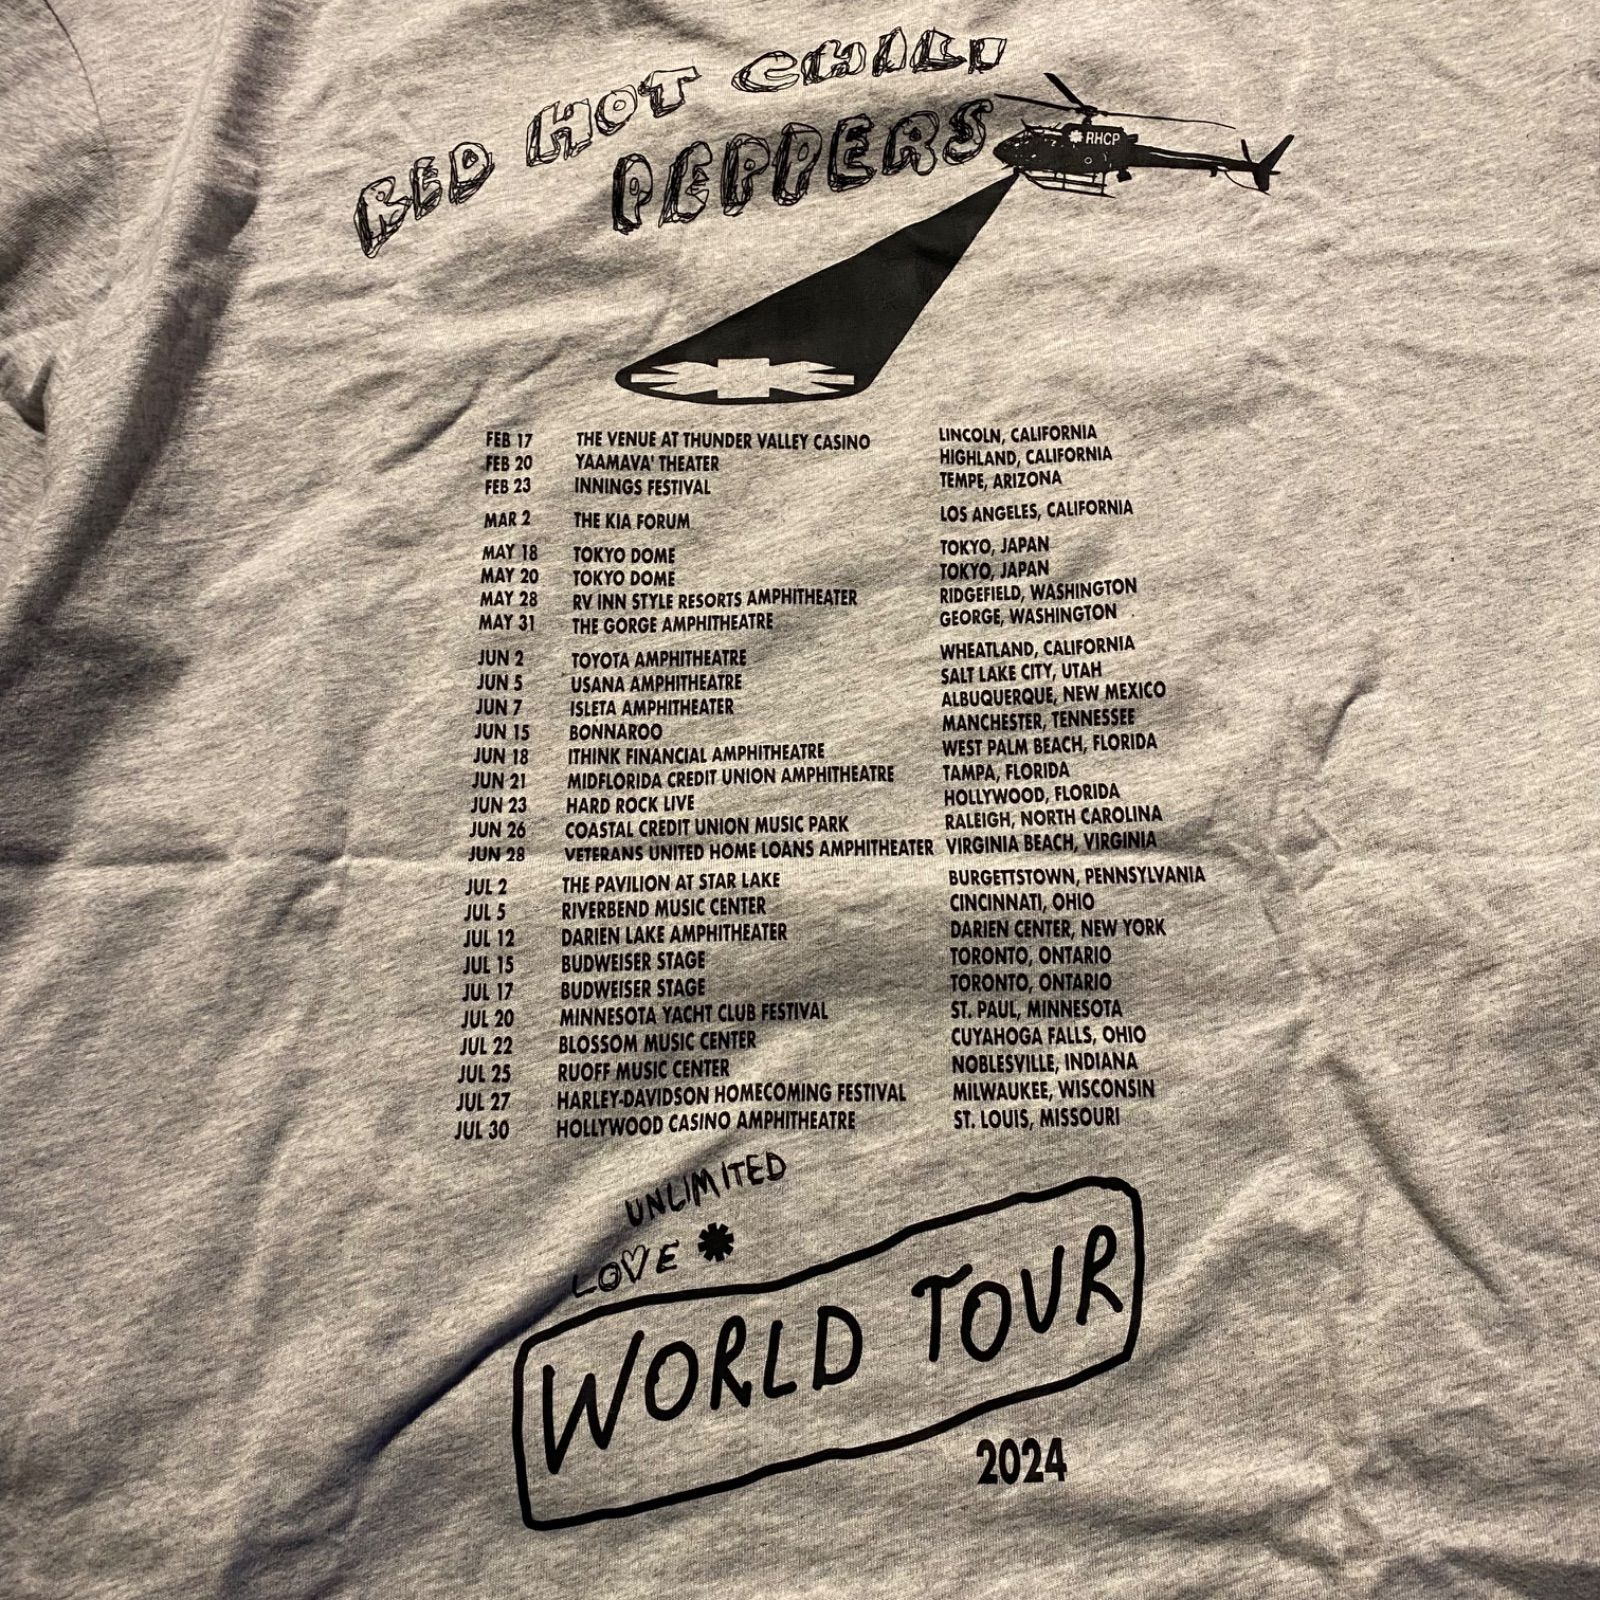 RED HOT CHILI
PEPPERS
RHCP
FEB 17 THE VENUE AT THUNDER VALLEY CASINO LINCOLN, CALIFORNIA
FEB 20 YAAMAVA' THEATER HIGHLAND, CALIFORNIA
FEB 23 INNINGS FESTIVAL TEMPE, ARIZONA
MAR 2 THE KIA FORUM LOS ANGELES, CALIFORNIA
MAY 18 TOKYO DOME TOKYO, JAPAN
MAY 20 TOKYO DOME TOKYO, JAPAN
MAY 28 RV INN STYLE RESORTS AMPHITHEATER RIDGEFIELD, WASHINGTON
MAY 31 THE GORGE AMPHITHEATRE GEORGE, WASHINGTON
JUN 2 TOYOTA AMPHITHEATRE WHEATLAND, CALIFORNIA
JUN 5 USANA AMPHITHEATRE SALT LAKE CITY, UTAH
JUN 7 ISLETA AMPHITHEATER ALBUQUERQUE, NEW MEXICO
JUN 15 BONNAROO MANCHESTER, TENNESSEE
JUN 18 ITHINK FINANCIAL AMPHITHEATRE WEST PALM BEACH, FLORIDA
JUN 21 MIDFLORIDA CREDIT UNION AMPHITHEATRE TAMPA, FLORIDA
JUN 23 HARD ROCK LIVE HOLLYWOOD, FLORIDA
JUN 26 COASTAL CREDIT UNION MUSIC PARK RALEIGH, NORTH CAROLINA
JUN 28 VETERANS UNITED HOME LOANS AMPHITHEATER VIRGINIA BEACH, VIRGINIA
JUL 2 THE PAVILION AT STAR LAKE BURGETTSTOWN, PENNSYLVANIA
JUL 5 RIVERBEND MUSIC CENTER CINCINNATI, OHIO
JUL 12 DARIEN LAKE AMPHITHEATER DARIEN CENTER, NEW YORK
JUL 15 BUDWEISER STAGE TORONTO, ONTARIO
JUL 17 BUDWEISER STAGE TORONTO, ONTARIO
JUL 20 MINNESOTA YACHT CLUB FESTIVAL ST. PAUL, MINNESOTA
JUL 22 BLOSSOM MUSIC CENTER CUYAHOGA FALLS, OHIO
JUL 25 RUOFF MUSIC CENTER NOBLESVILLE, INDIANA
JUL 27 HARLEY-DAVIDSON HOMECOMING FESTIVAL MILWAUKEE, WISCONSIN
JUL 30 HOLLYWOOD CASINO AMPHITHEATRE ST. LOUIS, MISSOURI
UNLIMITED
LOVE
WORLD TOUR
2024